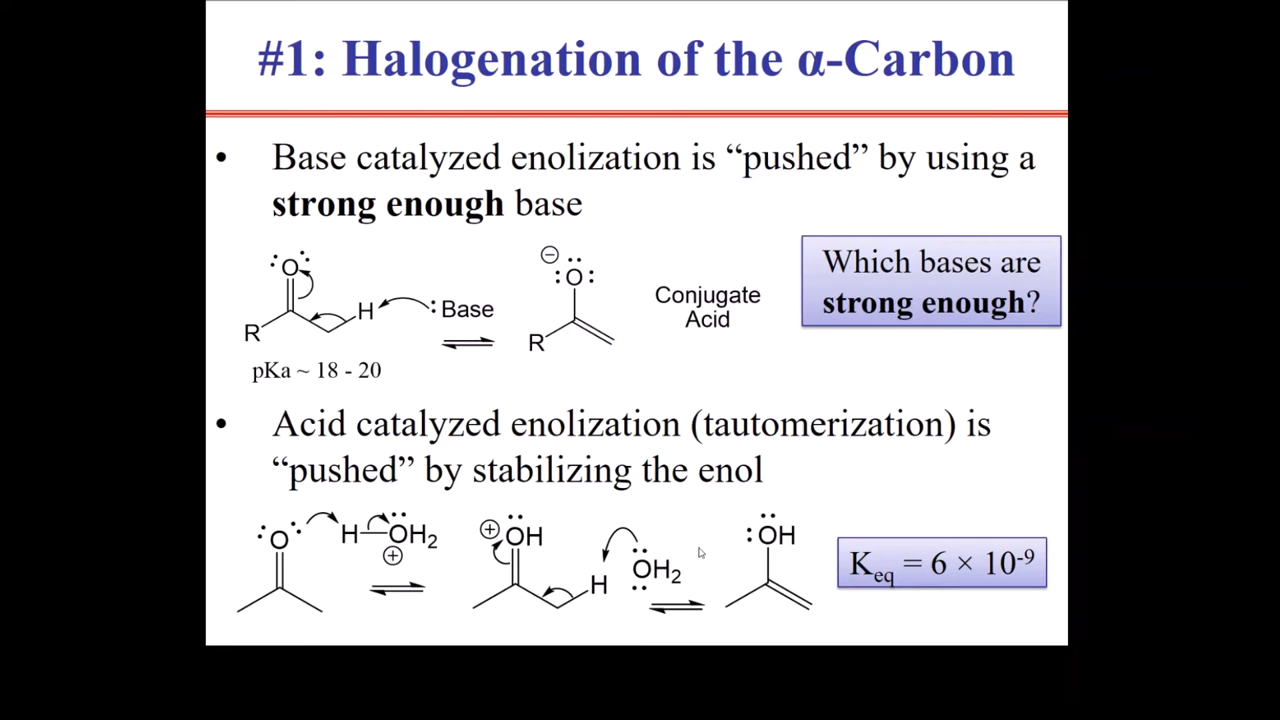 #1: Halogenation of the α-Carbon
• Base catalyzed enolization is “pushed” by using a
strong enough base
O
H
:Base
R
pKa ~ 18 - 20
⊖
:O:
R
Conjugate
Acid
Which bases are
strong enough?
• Acid catalyzed enolization (tautomerization) is
“pushed” by stabilizing the enol
:O
H—OH₂
⊕
⊕ OH
H
OH₂
:OH
Keq = 6 × 10⁻⁹